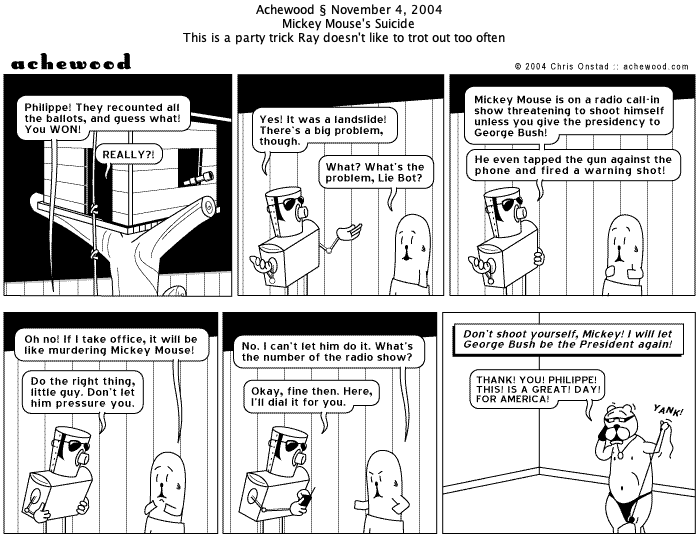 Achewood § November 4, 2004
Mickey Mouse's Suicide
This is a party trick Ray doesn't like to trot out too often
achewood
© 2004 Chris Onstad :: achewood.com
Philippe! They recounted all
the ballots, and guess what!
You WON!
REALLY?!
Yes! It was a landslide!
There's a big problem,
though.
What? What's the
problem, Lie Bot?
Mickey Mouse is on a radio call-in
show threatening to shoot himself
unless you give the presidency to
George Bush!
He even tapped the gun against the
phone and fired a warning shot!
Oh no! If I take office, it will be
like murdering Mickey Mouse!
Do the right thing,
little guy. Don't let
him pressure you.
No. I can't let him do it. What's
the number of the radio show?
Okay, fine then. Here,
I'll dial it for you.
Don't shoot yourself, Mickey! I will let
George Bush be the President again!
THANK! YOU! PHILIPPE!
THIS! IS A GREAT! DAY!
FOR AMERICA!
YANK!